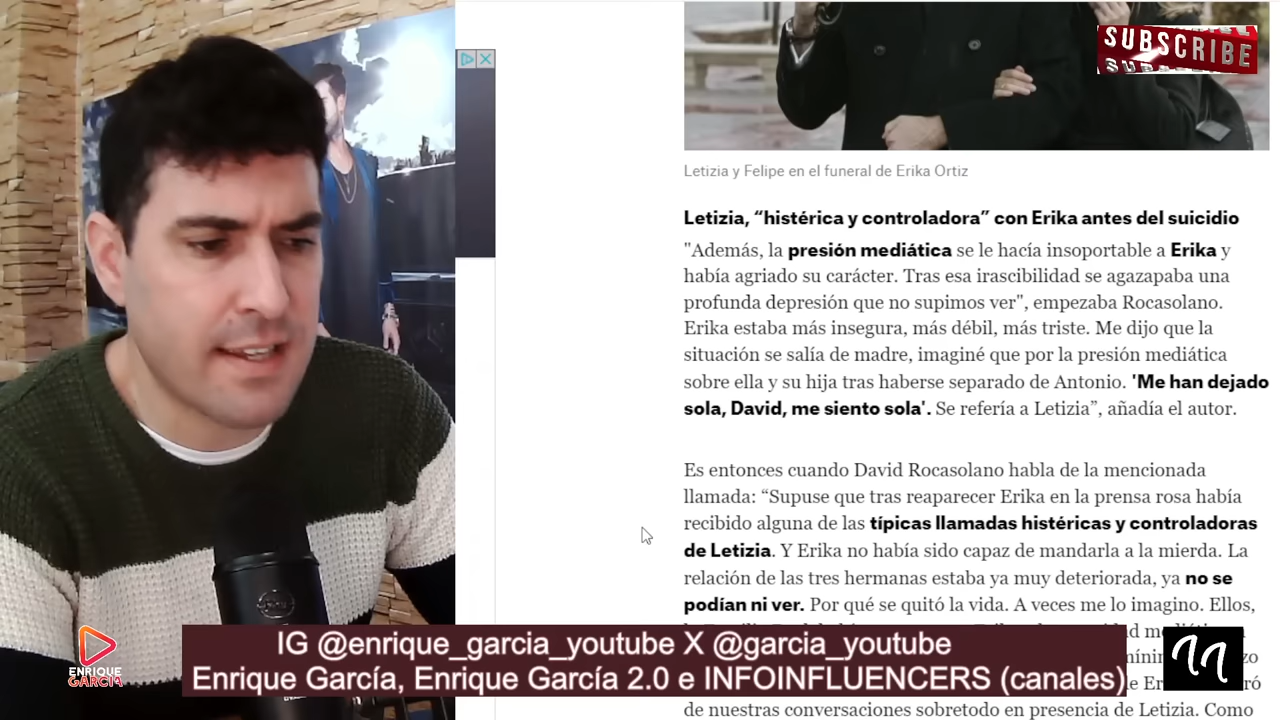 SUBSCRIBE
Letizia y Felipe en el funeral de Erika Ortiz
Letizia, “histérica y controladora” con Erika antes del suicidio
"Además, la presión mediática se le hacía insoportable a Erika y
había agriado su carácter. Tras esa irascibilidad se agazapaba una
profunda depresión que no supimos ver", empezaba Rocasolano.
Erika estaba más insegura, más débil, más triste. Me dijo que la
situación se salía de madre, imaginé que por la presión mediática
sobre ella y su hija tras haberse separado de Antonio. 'Me han dejado
sola, David, me siento sola'. Se refería a Letizia”, añadía el autor.
Es entonces cuando David Rocasolano habla de la mencionada
llamada: “Supuse que tras reaparecer Erika en la prensa rosa había
recibido alguna de las típicas llamadas histéricas y controladoras
de Letizia. Y Erika no había sido capaz de mandarla a la mierda. La
relación de las tres hermanas estaba ya muy deteriorada, ya no se
podían ni ver. Por qué se quitó la vida. A veces me lo imagino. Ellos,
de nuestras conversaciones sobretodo en presencia de Letizia. Como
IG @enrique_garcia_youtube X @garcia_youtube
Enrique García, Enrique García 2.0 e INFOINFLUENCERS (canales)
ENRIQUE
GARCÍA